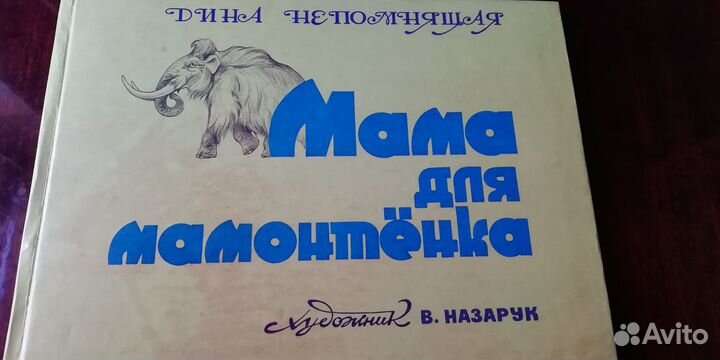 ДИНА НЕПОМНЯЩАЯ
Мама
для
мамонтёнка
Художник В. НАЗАРУК
Avito